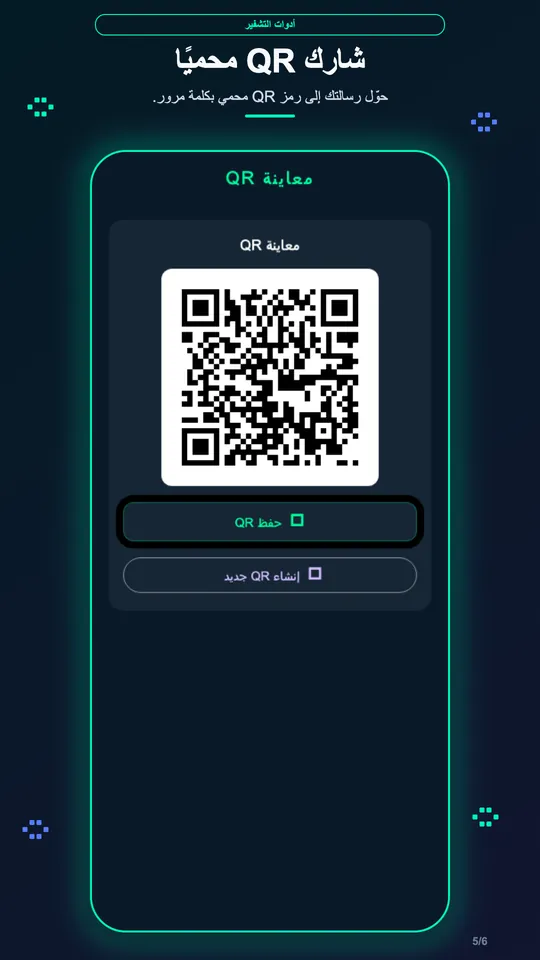 أدوات التشفير
شارك QR محميًا
حوّل رسالتك إلى رمز QR محمي بكلمة مرور.
معاينة QR
معاينة QR
حفظ QR
إنشاء QR جديد
5/6